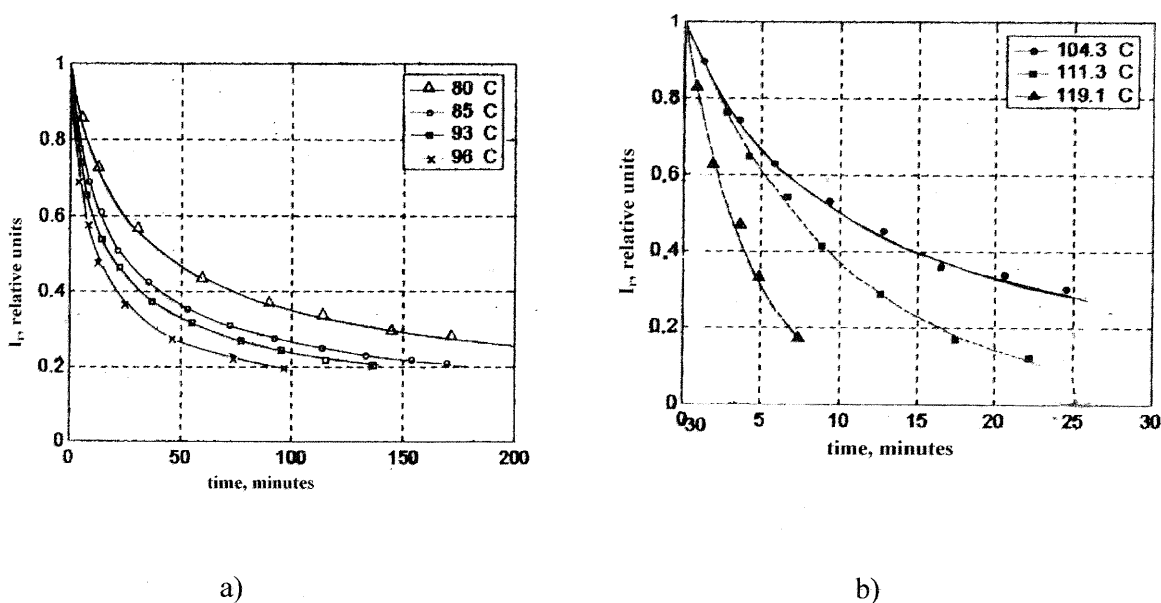 1
0.8
0.6
0.4
0.2
0
0
50
100
150
200
80 C
85 C
93 C
96 C
I_r, relative units
time, minutes
a)
1
0.8
0.6
0.4
0.2
0
0
30
5
10
15
20
25
30
104.3 C
111.3 C
119.1 C
I_r, relative units
time, minutes
b)